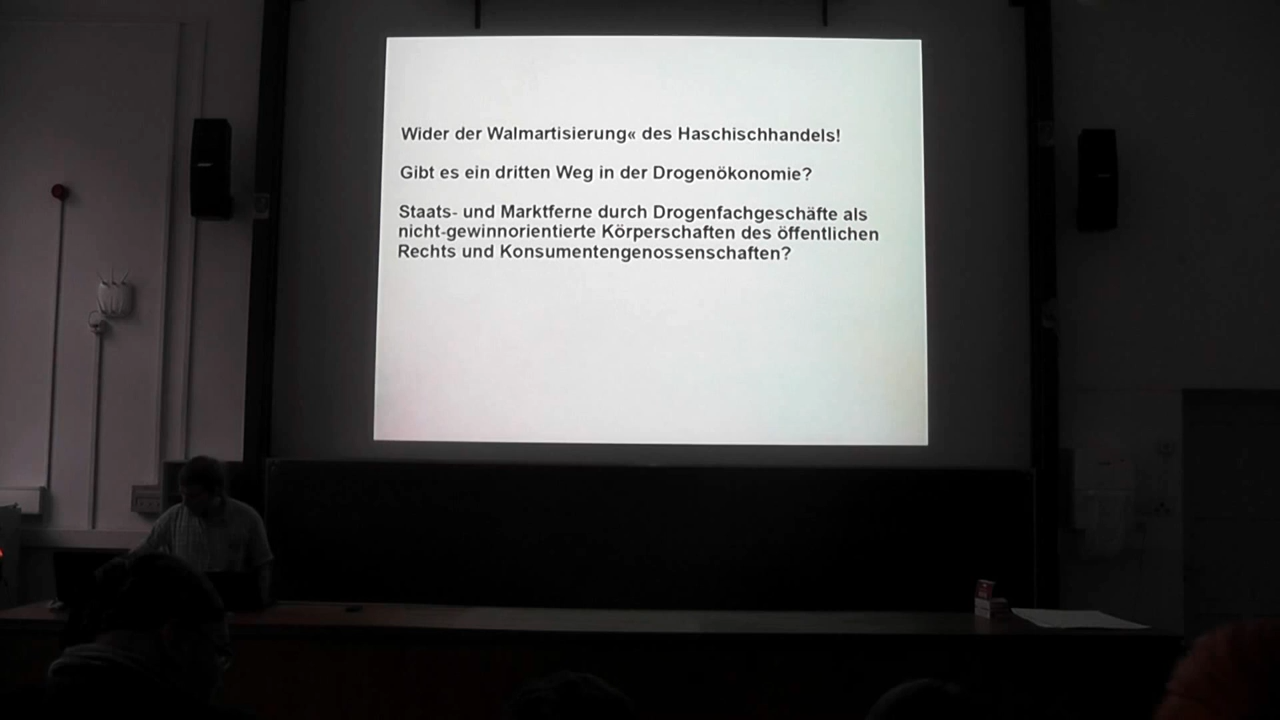 Wider der Walmartisierung« des Haschischhandels!
Gibt es ein dritten Weg in der Drogenökonomie?
Staats- und Marktferne durch Drogenfachgeschäfte als
nicht-gewinnorientierte Körperschaften des öffentlichen
Rechts und Konsumentengenossenschaften?